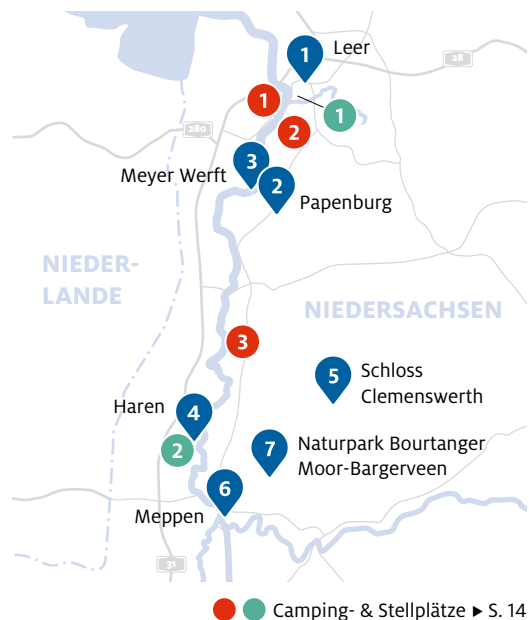 1
Leer
28
1
1
2
280
3
Meyer Werft
2
Papenburg
NIEDER-
LANDE
NIEDERSACHSEN
3
5
Schloss
Clemenswerth
Haren
4
2
7
Naturpark Bourtanger
Moor-Bargerveen
6
Meppen
31
Camping- & Stellplätze ▸ S. 14